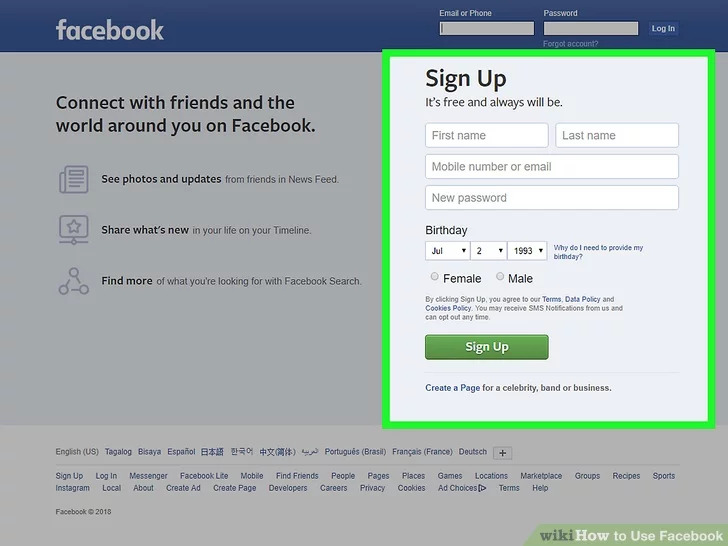 facebook
Email or Phone
Password
Log In
Forgot account?
Connect with friends and the
world around you on Facebook.
See photos and updates from friends in News Feed.
Share what's new in your life on your Timeline.
Find more of what you're looking for with Facebook Search.
Sign Up
It's free and always will be.
First name
Last name
Mobile number or email
New password
Birthday
Jul 2 1993
Why do I need to provide my
birthday?
Female Male
By clicking Sign Up, you agree to our Terms, Data Policy and
Cookies Policy. You may receive SMS Notifications from us and
can opt out any time.
Sign Up
Create a Page for a celebrity, band or business.
English (US) Tagalog Bisaya Español 日本語 한국어 中文(简体) العربية Português (Brasil) Français (France) Deutsch +
Sign Up Log In Messenger Facebook Lite Mobile Find Friends People Pages Places Games Locations Marketplace Groups Recipes Sports
Instagram Local About Create Ad Create Page Developers Careers Privacy Cookies Ad Choices Terms Help
Facebook © 2018
wikiHow to Use Facebook